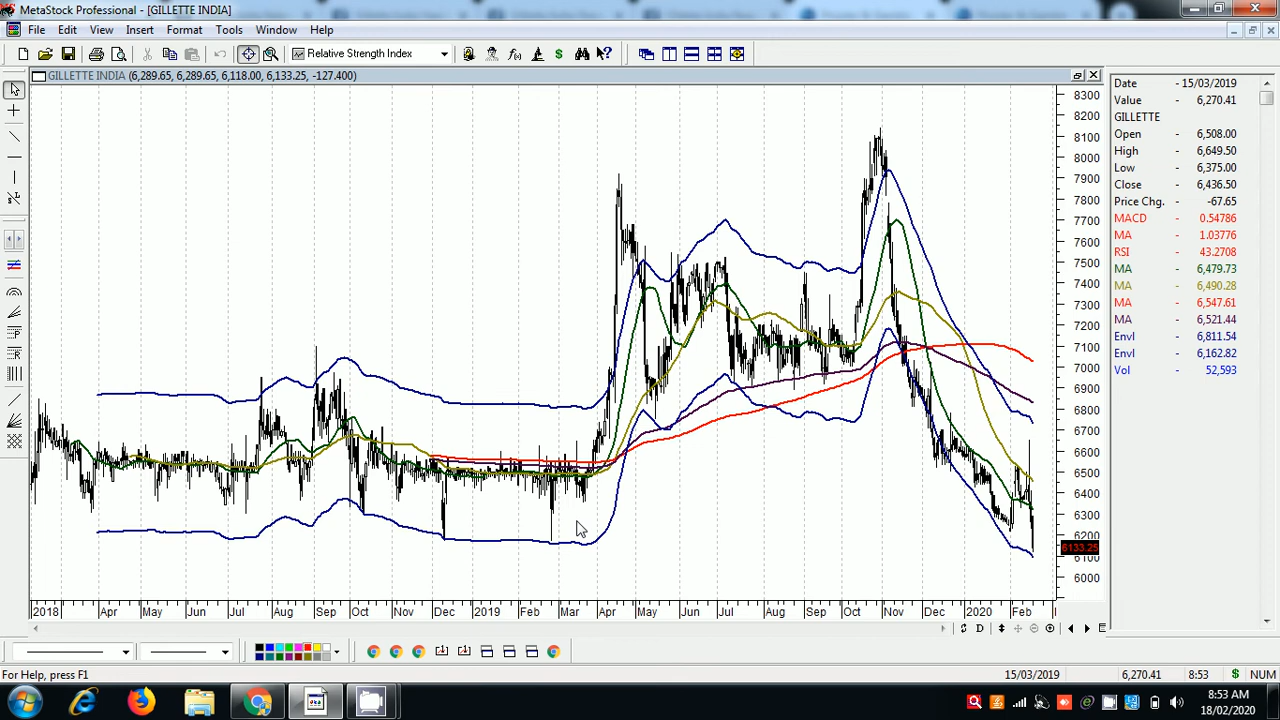 MetaStock Professional - [GILLETTE INDIA]
File Edit View Insert Format Tools Window Help
Relative Strength Index
GILLETTE INDIA (6,289.65, 6,289.65, 6,118.00, 6,133.25, -127.400)
8300
8100
8000
7900
7700
7600
7500
7300
7200
7100
6900
6800
6700
6600
6500
6400
6300
6200
6133.25
6100
6000
2018 Apr May Jun Jul Aug Sep Oct Nov Dec 2019 Feb Mar Apr May Jun Jul Aug Sep Oct Nov Dec 2020 Feb
D
Date - 15/03/2019
Value - 6,270.41
GILLETTE
Open - 6,508.00
High - 6,649.50
Low - 6,375.00
Close - 6,436.50
Price Chg. - -67.65
MACD - 0.54786
MA - 1.03776
RSI - 43.2708
MA - 6,479.73
MA - 6,490.28
MA - 6,547.61
MA - 6,521.44
Envl - 6,811.54
Envl - 6,162.82
Vol - 52,593
For Help, press F1
15/03/2019 6,270.41 8:53 $ NUM
8:53 AM
18/02/2020